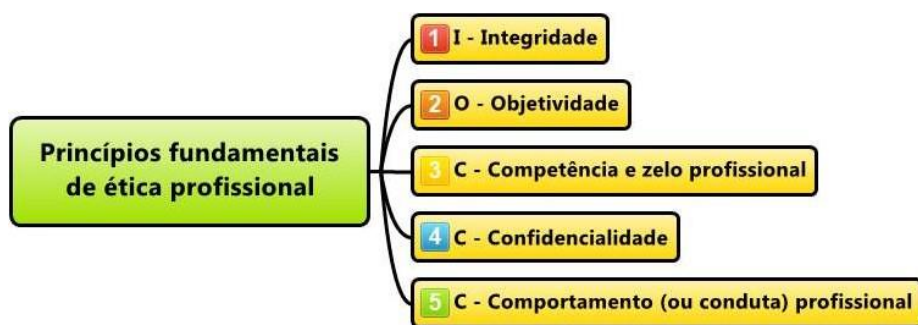 Princípios fundamentais
de ética profissional
1 I - Integridade
2 O - Objetividade
3 C - Competência e zelo profissional
4 C - Confidencialidade
5 C - Comportamento (ou conduta) profissional